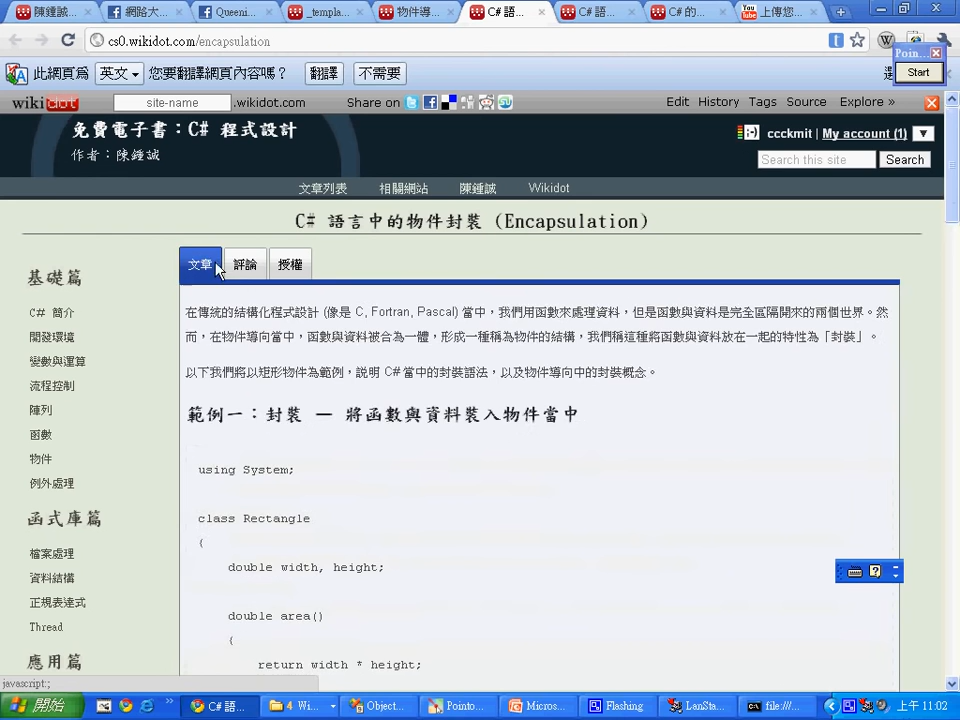 陳鍾誠...
網路大...
Queeni...
_templa...
物件導...
C# 語...
C# 語...
C# 的...
上傳您...
cs0.wikidot.com/encapsulation
此網頁為 英文 您要翻譯網頁內容嗎？ 翻譯 不需要
Poin...
Start
wikidot site-name .wikidot.com Share on Edit History Tags Source Explore »
免費電子書：C# 程式設計
作者：陳鍾誠
ccckmit | My account (1)
Search this site Search
文章列表 相關網站 陳鍾誠 Wikidot
C# 語言中的物件封裝 (Encapsulation)
文章 評論 授權
基礎篇
C# 簡介
開發環境
變數與運算
流程控制
陣列
函數
物件
例外處理
函式庫篇
檔案處理
資料結構
正規表達式
Thread
應用篇
在傳統的結構化程式設計 (像是 C, Fortran, Pascal) 當中，我們用函數來處理資料，但是函數與資料是完全區隔開來的兩個世界。然
而，在物件導向當中，函數與資料被合為一體，形成一種稱為物件的結構，我們稱這種將函數與資料放在一起的特性為「封裝」。
以下我們將以矩形物件為範例，說明 C# 當中的封裝語法，以及物件導向中的封裝概念。
範例一：封裝 — 將函數與資料裝入物件當中
using System;
class Rectangle
{
double width, height;
double area()
{
return width * height;
javascript:;
開始
C# 語...
4 Wi...
Object...
Pointo...
Micros...
Flashing
LanSta...
file:///...
上午 11:02